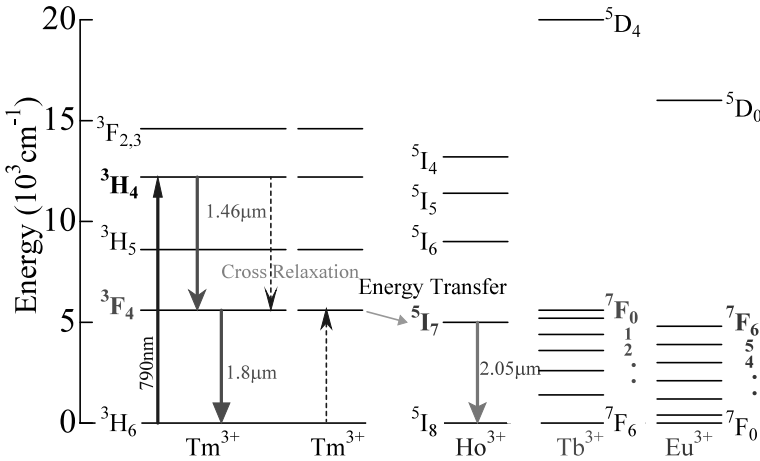 Energy (10³cm⁻¹)
20
15
10
5
0
³F₂,₃
³H₄
³H₅
³F₄
³H₆
790nm
1.46μm
1.8μm
Cross Relaxation
Energy Transfer
Tm³⁺
Tm³⁺
⁵I₄
⁵I₅
⁵I₆
⁵I₇
⁵I₈
2.05μm
Ho³⁺
⁵D₄
⁷F₀
1
2
⁷F₆
Tb³⁺
⁵D₀
⁷F₆
5
4
⁷F₀
Eu³⁺